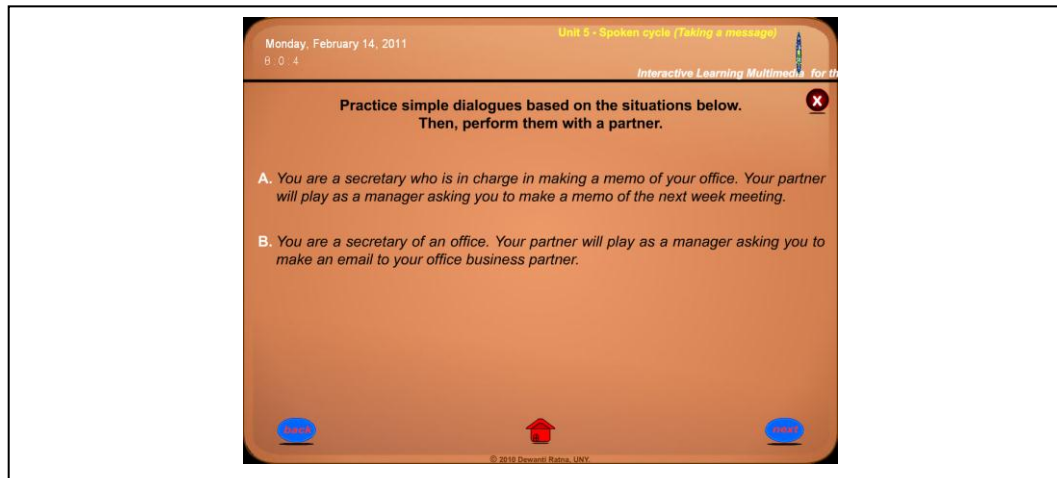 Monday, February 14, 2011
8 : 0 : 4
Unit 5 - Spoken cycle (Taking a message)
Interactive Learning Multimedia for th
X
Practice simple dialogues based on the situations below.
Then, perform them with a partner.
A. You are a secretary who is in charge in making a memo of your office. Your partner
will play as a manager asking you to make a memo of the next week meeting.
B. You are a secretary of an office. Your partner will play as a manager asking you to
make an email to your office business partner.
back
next
© 2010 Dewanti Ratna, UNY.